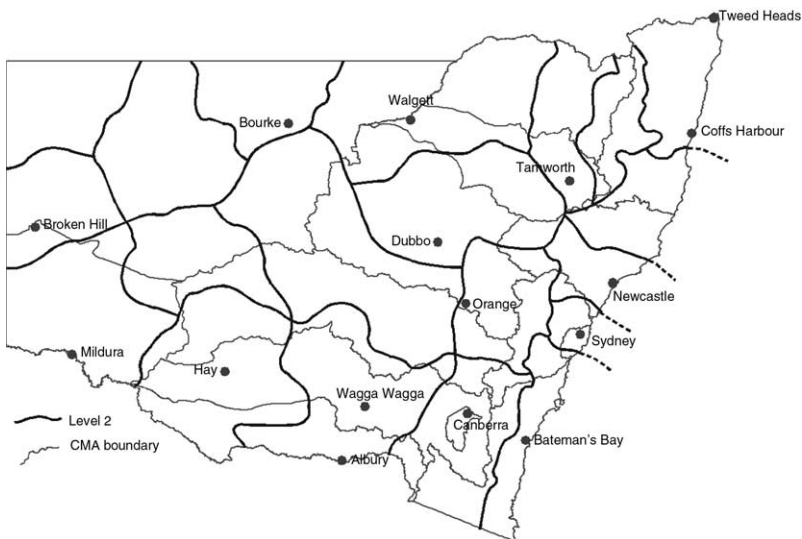 Tweed Heads
Walgett
Bourke
Coffs Harbour
Tamworth
Broken Hill
Dubbo
Newcastle
Orange
Sydney
Mildura
Hay
Wagga Wagga
Canberra
Level 2
Bateman's Bay
CMA boundary
Albury